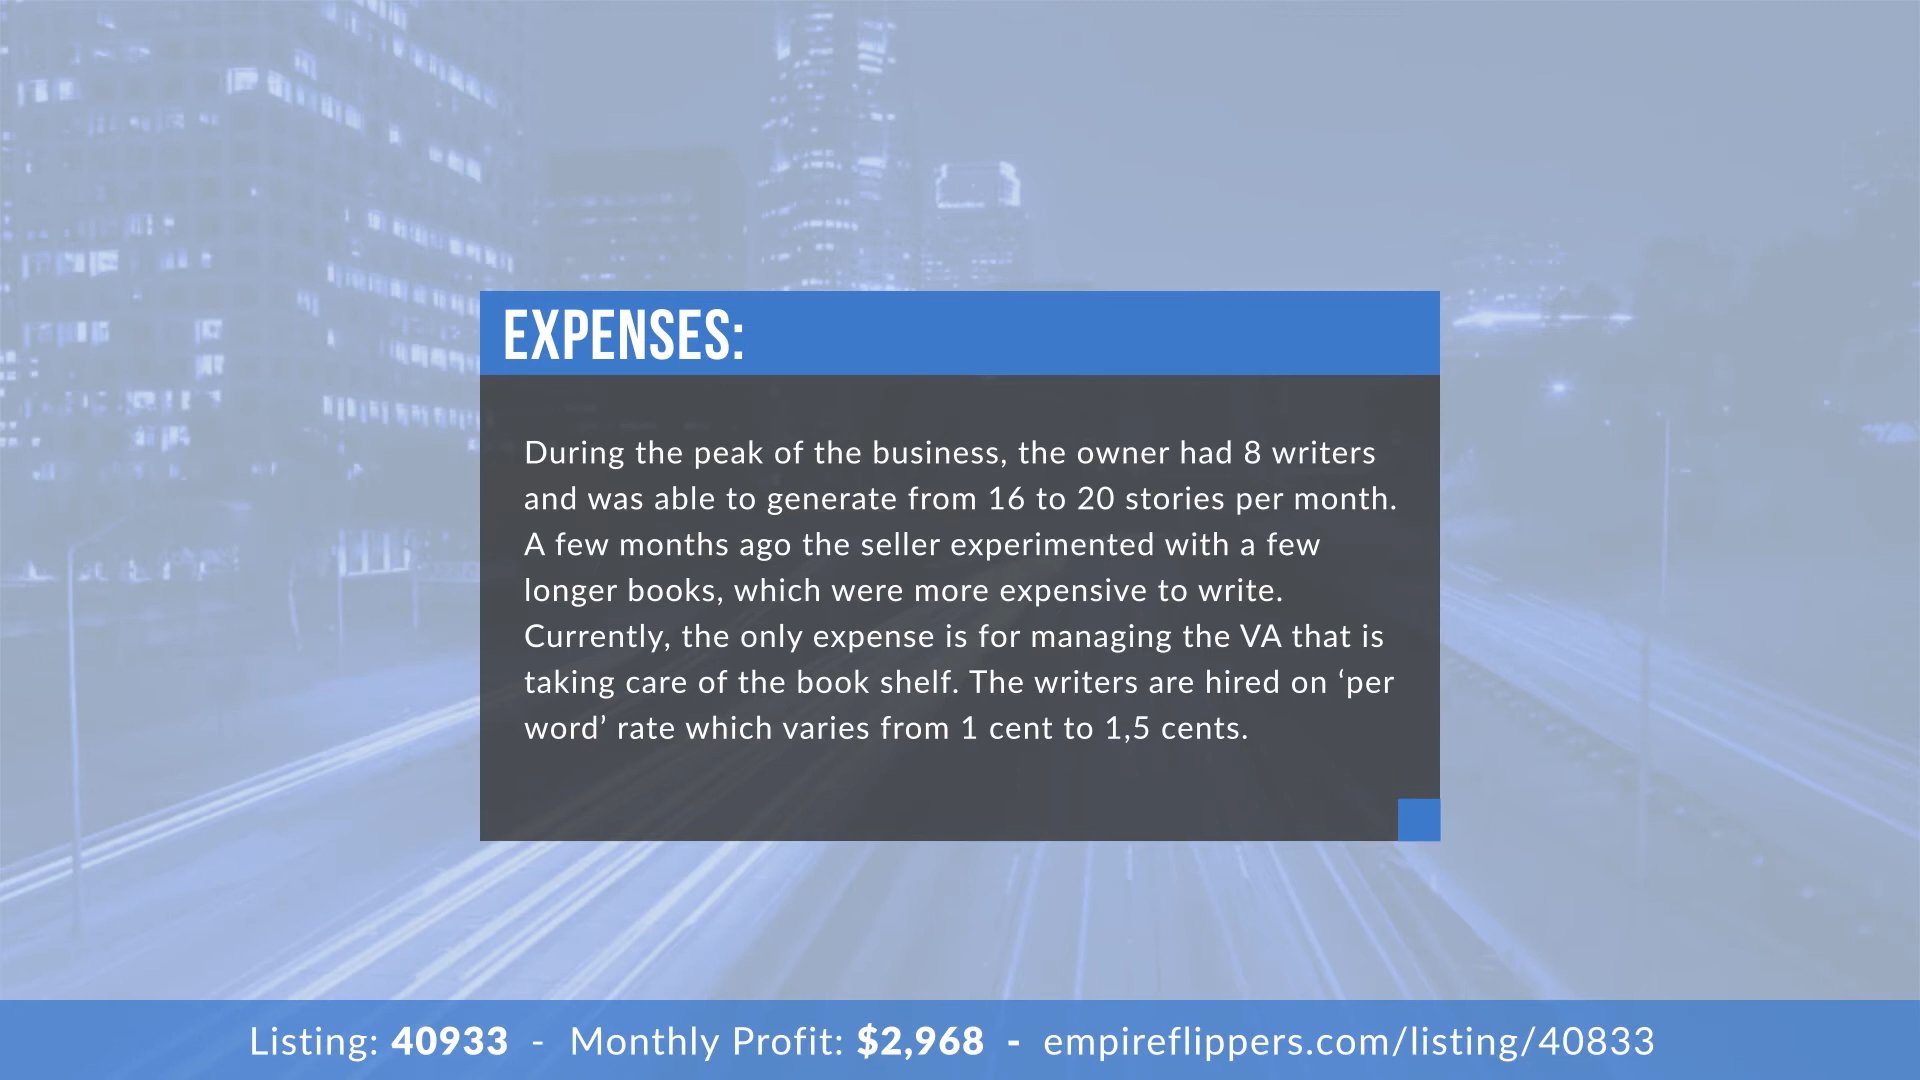 EXPENSES:
During the peak of the business, the owner had 8 writers
and was able to generate from 16 to 20 stories per month.
A few months ago the seller experimented with a few
longer books, which were more expensive to write.
Currently, the only expense is for managing the VA that is
taking care of the book shelf. The writers are hired on ‘per
word’ rate which varies from 1 cent to 1,5 cents.
Listing: 40933 - Monthly Profit: $2,968 - empireflippers.com/listing/40833